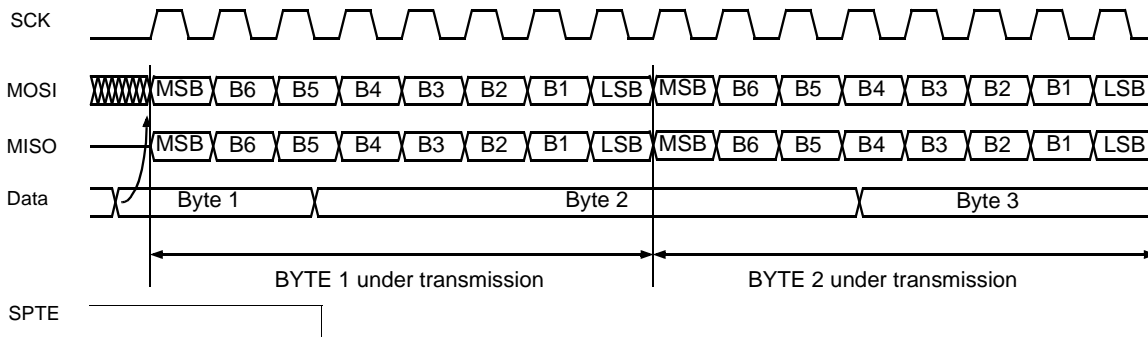 SCK
MOSI MSB B6 B5 B4 B3 B2 B1 LSB MSB B6 B5 B4 B3 B2 B1 LSB
MISO MSB B6 B5 B4 B3 B2 B1 LSB MSB B6 B5 B4 B3 B2 B1 LSB
Data Byte 1 Byte 2 Byte 3
BYTE 1 under transmission BYTE 2 under transmission
SPTE